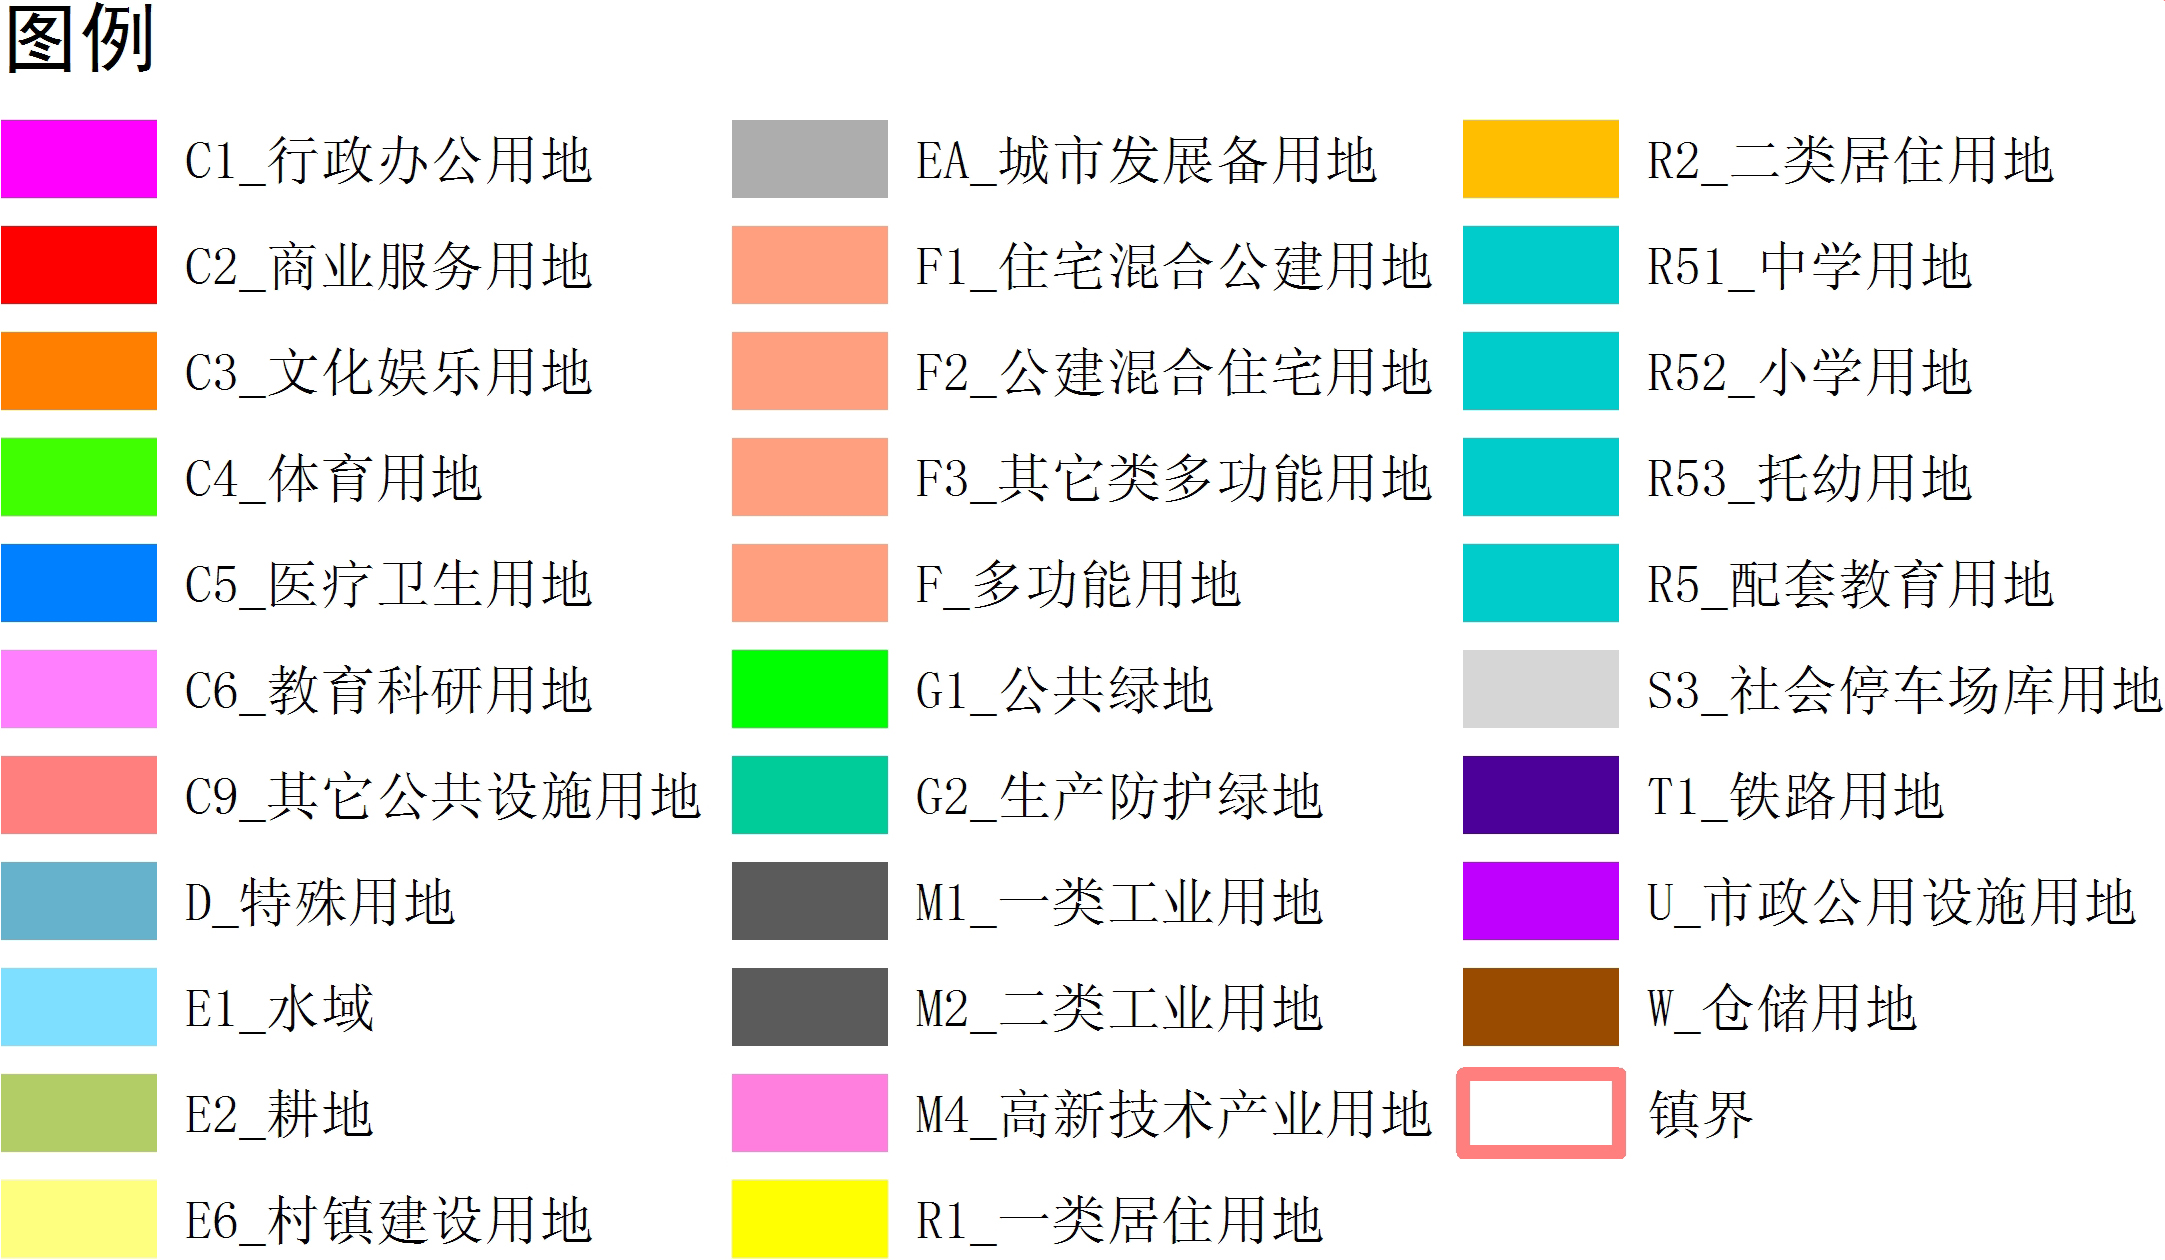 图例
C1_行政办公用地
C2_商业服务用地
C3_文化娱乐用地
C4_体育用地
C5_医疗卫生用地
C6_教育科研用地
C9_其它公共设施用地
D_特殊用地
E1_水域
E2_耕地
E6_村镇建设用地
EA_城市发展备用地
F1_住宅混合公建用地
F2_公建混合住宅用地
F3_其它类多功能用地
F_多功能用地
G1_公共绿地
G2_生产防护绿地
M1_一类工业用地
M2_二类工业用地
M4_高新技术产业用地
R1_一类居住用地
R2_二类居住用地
R51_中学用地
R52_小学用地
R53_托幼用地
R5_配套教育用地
S3_社会停车场库用地
T1_铁路用地
U_市政公用设施用地
W_仓储用地
镇界